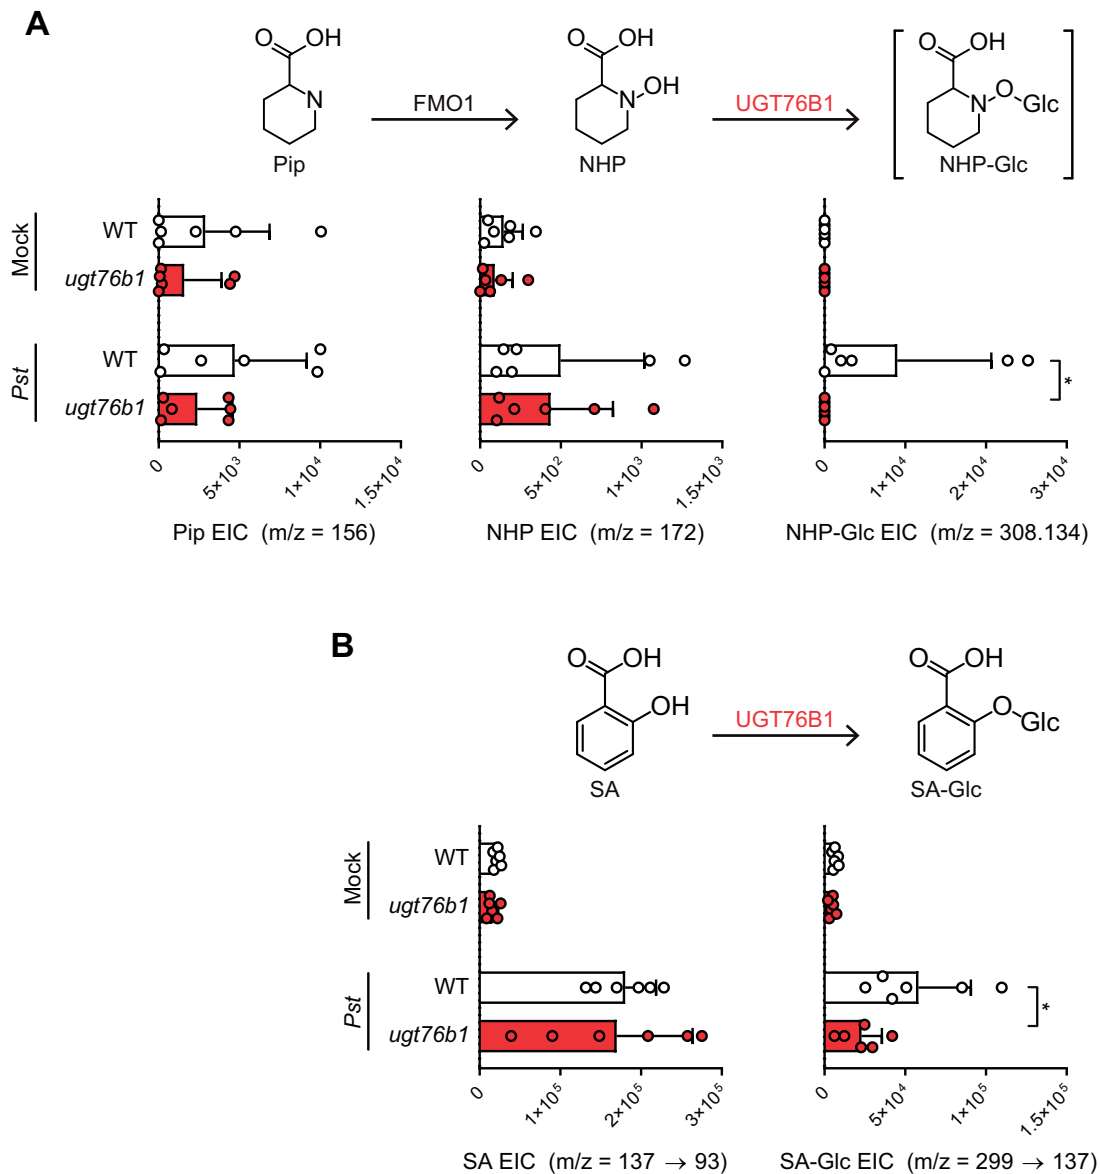 A
O OH
N
Pip
FMO1
O OH
N OH
NHP
UGT76B1
O OH
N O Glc
NHP-Glc
Mock
WT
ugt76b1
Pst
WT
ugt76b1
*
0 5×10³ 1×10⁴ 1.5×10⁴
0 5×10² 1×10³ 1.5×10³
0 1×10⁴ 2×10⁴ 3×10⁴
Pip EIC (m/z = 156)
NHP EIC (m/z = 172)
NHP-Glc EIC (m/z = 308.134)
B
O OH
OH
SA
UGT76B1
O OH
O Glc
SA-Glc
Mock
WT
ugt76b1
Pst
WT
ugt76b1
*
0 1×10⁵ 2×10⁵ 3×10⁵
0 5×10⁴ 1×10⁵ 1.5×10⁵
SA EIC (m/z = 137 → 93)
SA-Glc EIC (m/z = 299 → 137)